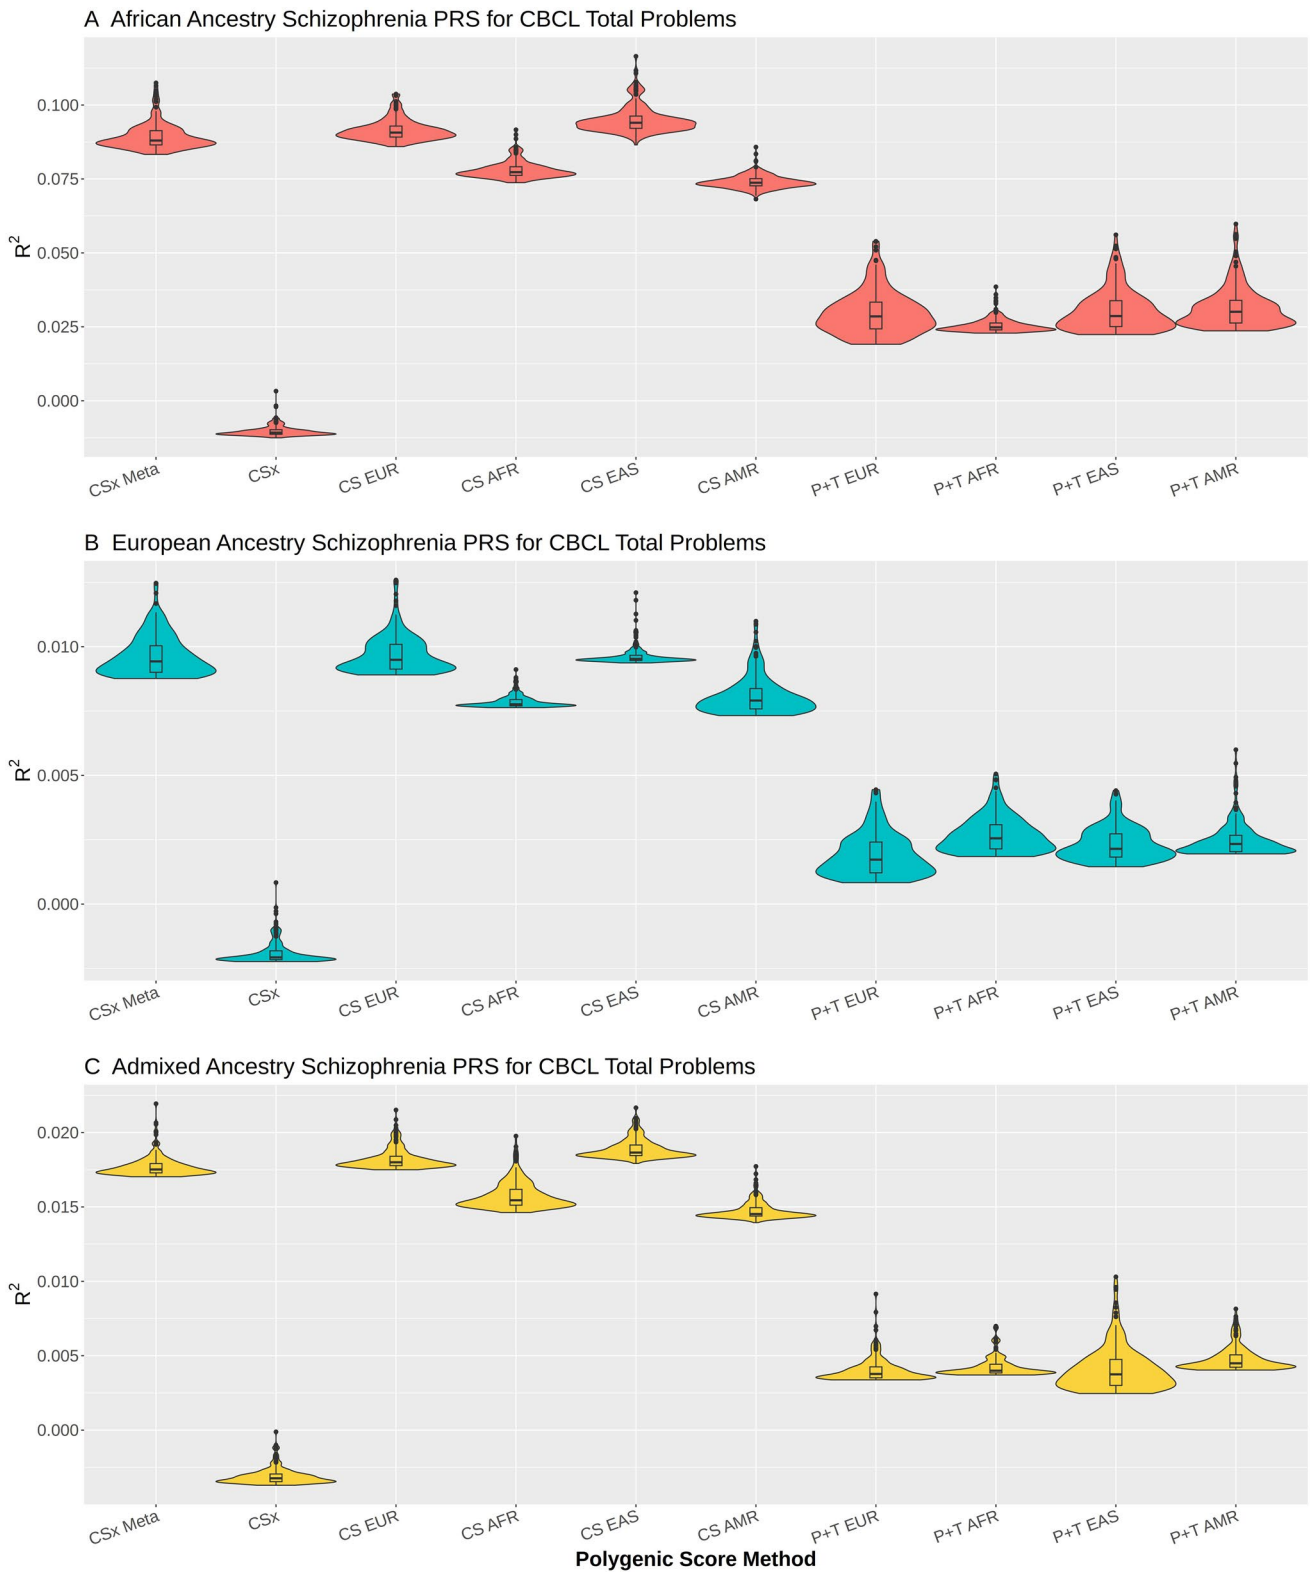 A  African Ancestry Schizophrenia PRS for CBCL Total Problems
R²
0.100
0.075
0.050
0.025
0.000
CSx Meta CSx CS EUR CS AFR CS EAS CS AMR P+T EUR P+T AFR P+T EAS P+T AMR
B  European Ancestry Schizophrenia PRS for CBCL Total Problems
R²
0.010
0.005
0.000
CSx Meta CSx CS EUR CS AFR CS EAS CS AMR P+T EUR P+T AFR P+T EAS P+T AMR
C  Admixed Ancestry Schizophrenia PRS for CBCL Total Problems
R²
0.020
0.015
0.010
0.005
0.000
CSx Meta CSx CS EUR CS AFR CS EAS CS AMR P+T EUR P+T AFR P+T EAS P+T AMR
Polygenic Score Method